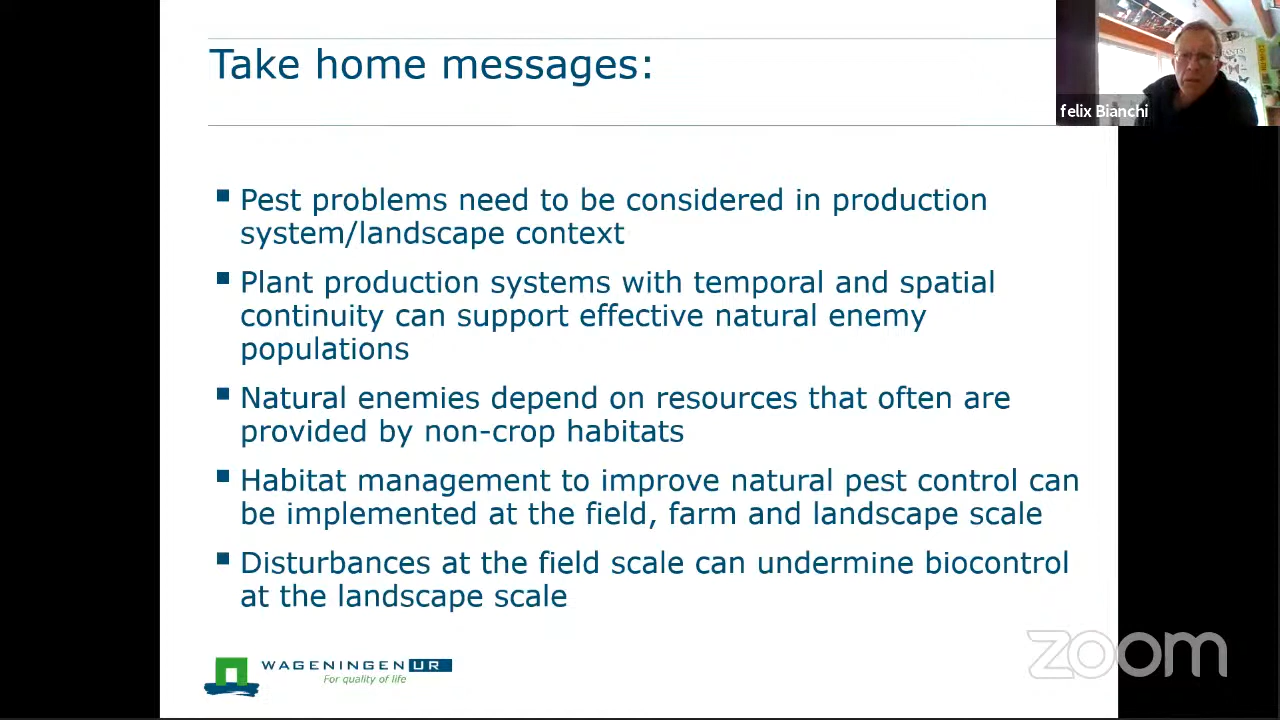 Take home messages:
felix Bianchi
Pest problems need to be considered in production
system/landscape context
Plant production systems with temporal and spatial
continuity can support effective natural enemy
populations
Natural enemies depend on resources that often are
provided by non-crop habitats
Habitat management to improve natural pest control can
be implemented at the field, farm and landscape scale
Disturbances at the field scale can undermine biocontrol
at the landscape scale
WAGENINGEN UR
For quality of life
zoom